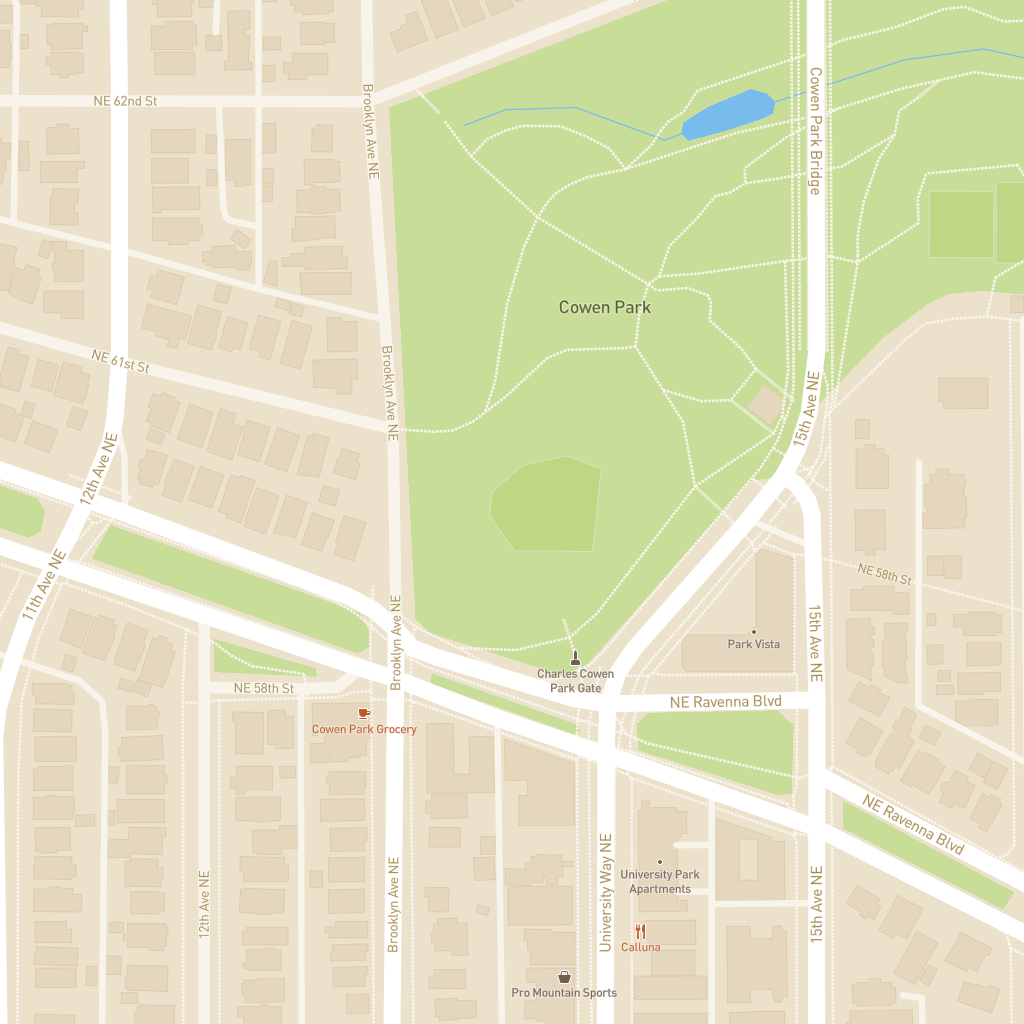 NE 62nd St
Brooklyn Ave NE
Cowen Park Bridge
Cowen Park
NE 61st St
Brooklyn Ave NE
15th Ave NE
12th Ave NE
11th Ave NE
NE 58th St
Brooklyn Ave NE
15th Ave NE
Park Vista
Charles Cowen
Park Gate
NE 58th St
NE Ravenna Blvd
Cowen Park Grocery
NE Ravenna Blvd
University Way NE
University Park
Apartments
12th Ave NE
Brooklyn Ave NE
15th Ave NE
Calluna
Pro Mountain Sports